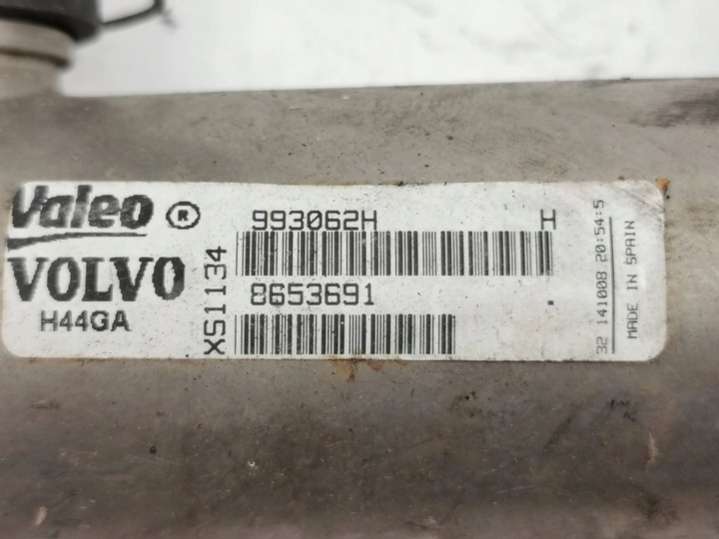 Valeo ®
VOLVO
H44GA
XS1134
993062H H
8653691
32 141008 20:54:5
MADE IN SPAIN